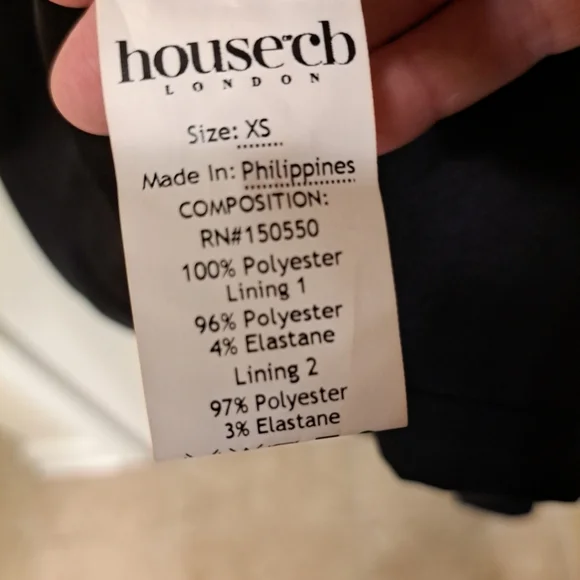 house cb
LONDON
Size: XS
Made In: Philippines
COMPOSITION:
RN#150550
100% Polyester
Lining 1
96% Polyester
4% Elastane
Lining 2
97% Polyester
3% Elastane